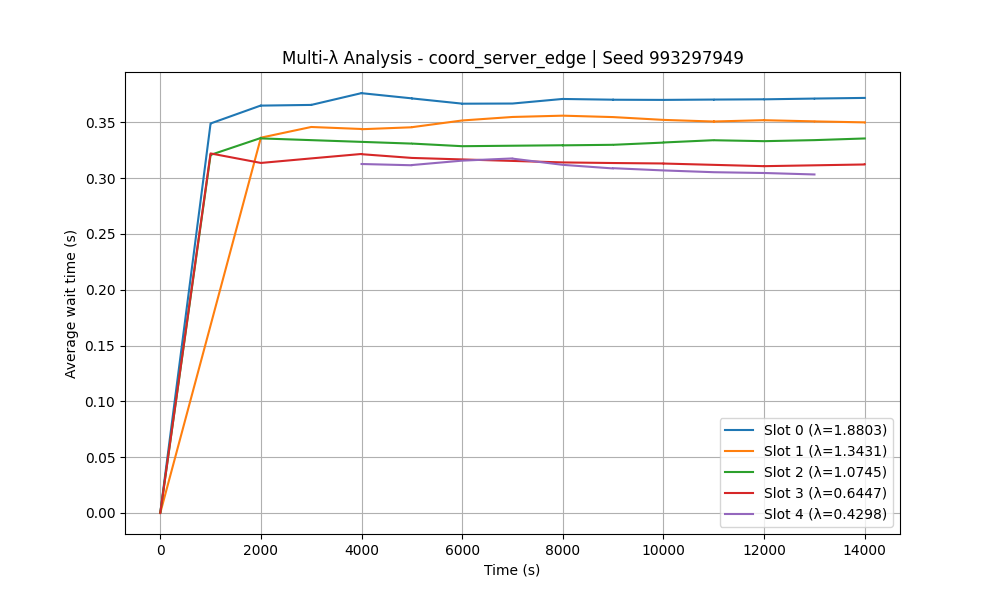 Multi-λ Analysis - coord_server_edge | Seed 993297949
Average wait time (s)
0.35
0.30
0.25
0.20
0.15
0.10
0.05
0.00
Slot 0 (λ=1.8803)
Slot 1 (λ=1.3431)
Slot 2 (λ=1.0745)
Slot 3 (λ=0.6447)
Slot 4 (λ=0.4298)
0 2000 4000 6000 8000 10000 12000 14000
Time (s)